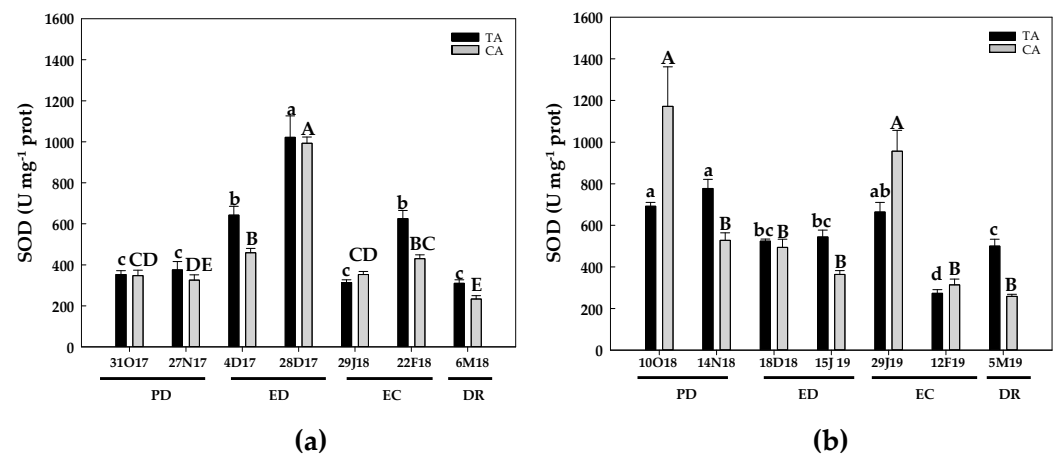 1600
1400
1200
1000
800
600
400
200
0
SOD (U mg-1 prot)
TA
CA
c CD
c DE
b
B
a
A
c
CD
b
BC
c
E
31O17 27N17 4D17 28D17 29J18 22F18 6M18
PD ED EC DR
(a)
1600
1400
1200
1000
800
600
400
200
0
SOD (U mg-1 prot)
TA
CA
a
A
a
B
bc B
bc
B
ab
A
d B
c
B
10O18 14N18 18D18 15J19 29J19 12F19 5M19
PD ED EC DR
(b)